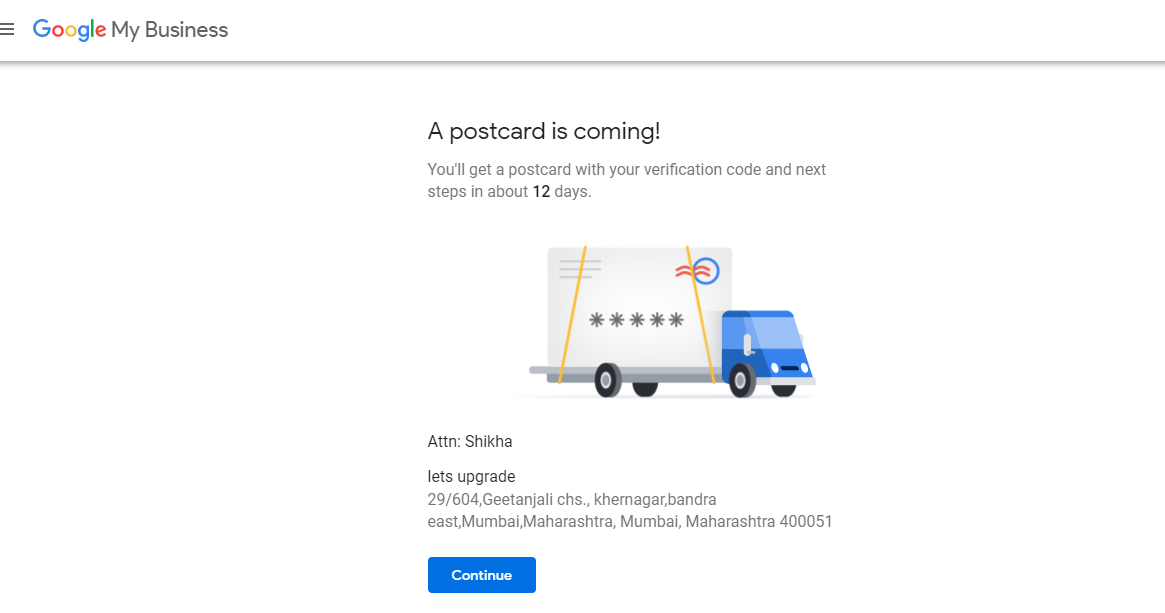 Google My Business
A postcard is coming!
You'll get a postcard with your verification code and next
steps in about 12 days.
*****
Attn: Shikha
lets upgrade
29/604,Geetanjali chs., khernagar,bandra
east,Mumbai,Maharashtra, Mumbai, Maharashtra 400051
Continue